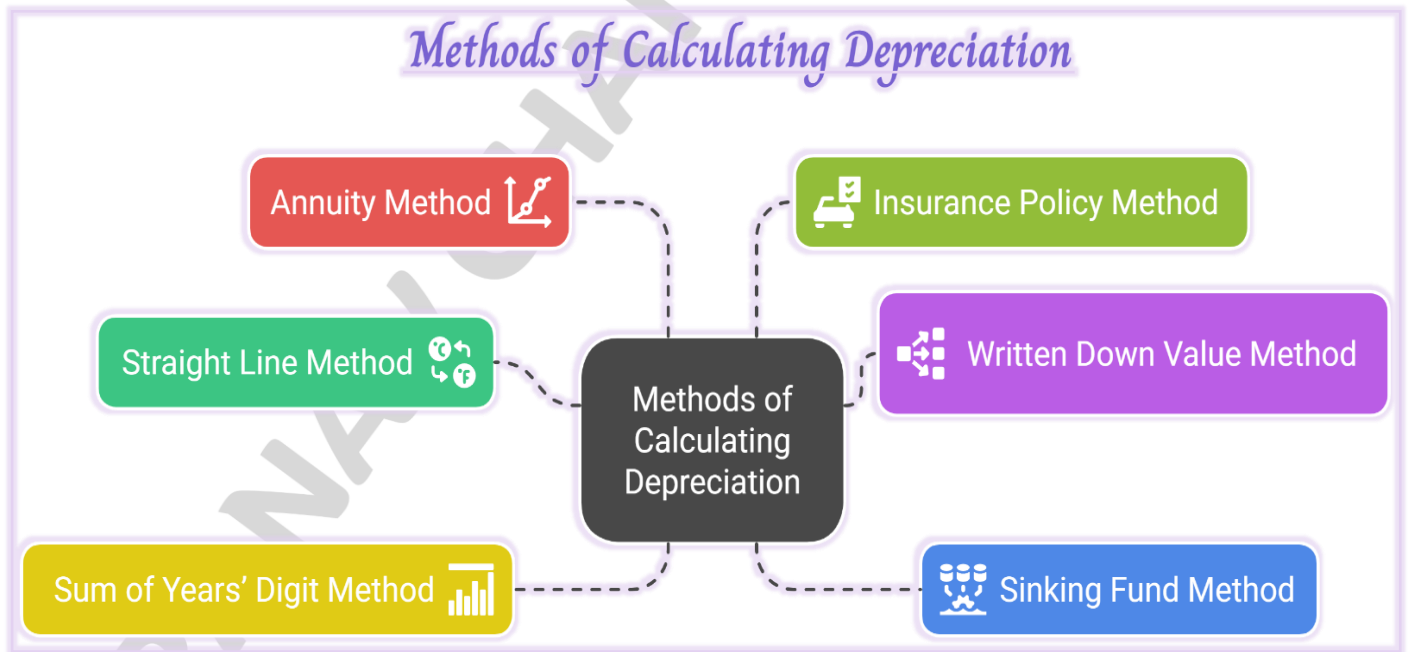 Methods of Calculating Depreciation
Annuity Method
Insurance Policy Method
Straight Line Method
°C
°F
Written Down Value Method
Methods of
Calculating
Depreciation
Sum of Years’ Digit Method
Sinking Fund Method